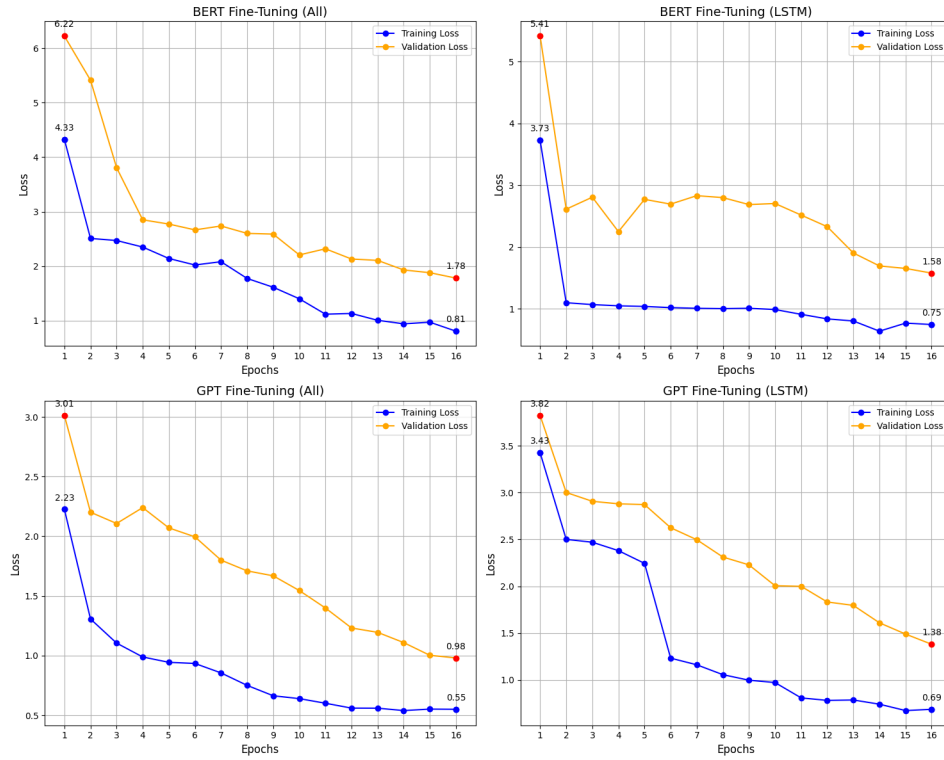 BERT Fine-Tuning (All)
6.22
Training Loss
Validation Loss
6
5
4.33
4
Loss
3
2
1.78
1
0.81
1 2 3 4 5 6 7 8 9 10 11 12 13 14 15 16
Epochs
BERT Fine-Tuning (LSTM)
5.41
Training Loss
Validation Loss
5
4
3.73
Loss
3
2
1.58
1
0.75
1 2 3 4 5 6 7 8 9 10 11 12 13 14 15 16
Epochs
GPT Fine-Tuning (All)
3.01
Training Loss
Validation Loss
3.0
2.5
2.23
2.0
Loss
1.5
1.0
0.98
0.55
0.5
1 2 3 4 5 6 7 8 9 10 11 12 13 14 15 16
Epochs
GPT Fine-Tuning (LSTM)
3.82
Training Loss
Validation Loss
3.5
3.43
3.0
2.5
Loss
2.0
1.5
1.38
1.0
0.69
1 2 3 4 5 6 7 8 9 10 11 12 13 14 15 16
Epochs